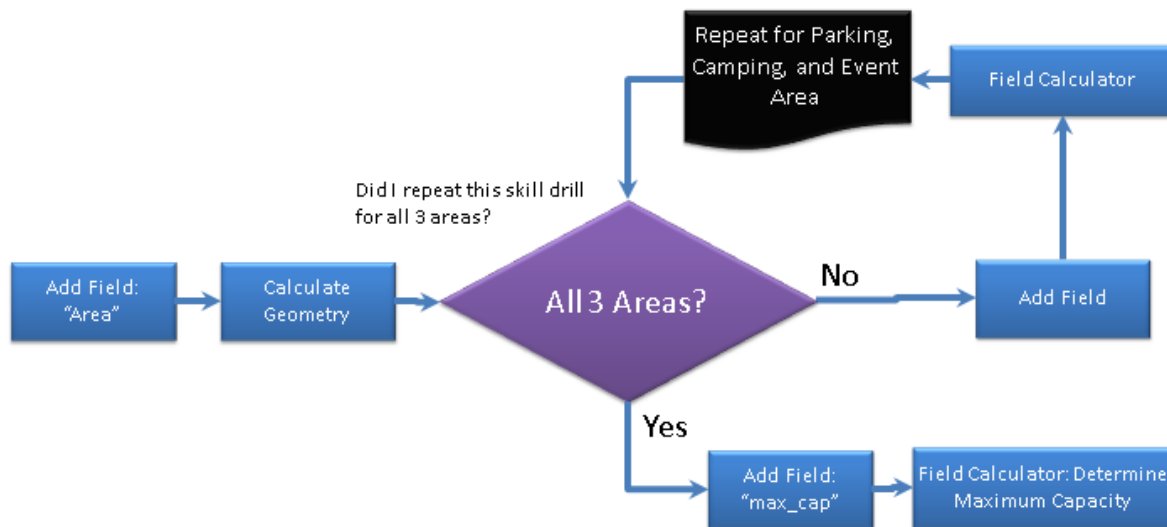 Repeat for Parking,
Camping, and Event
Area
Field Calculator
Did I repeat this skill drill
for all 3 areas?
Add Field:
“Area”
Calculate
Geometry
All 3 Areas?
No
Add Field
Yes
Add Field:
“max_cap”
Field Calculator: Determine
Maximum Capacity